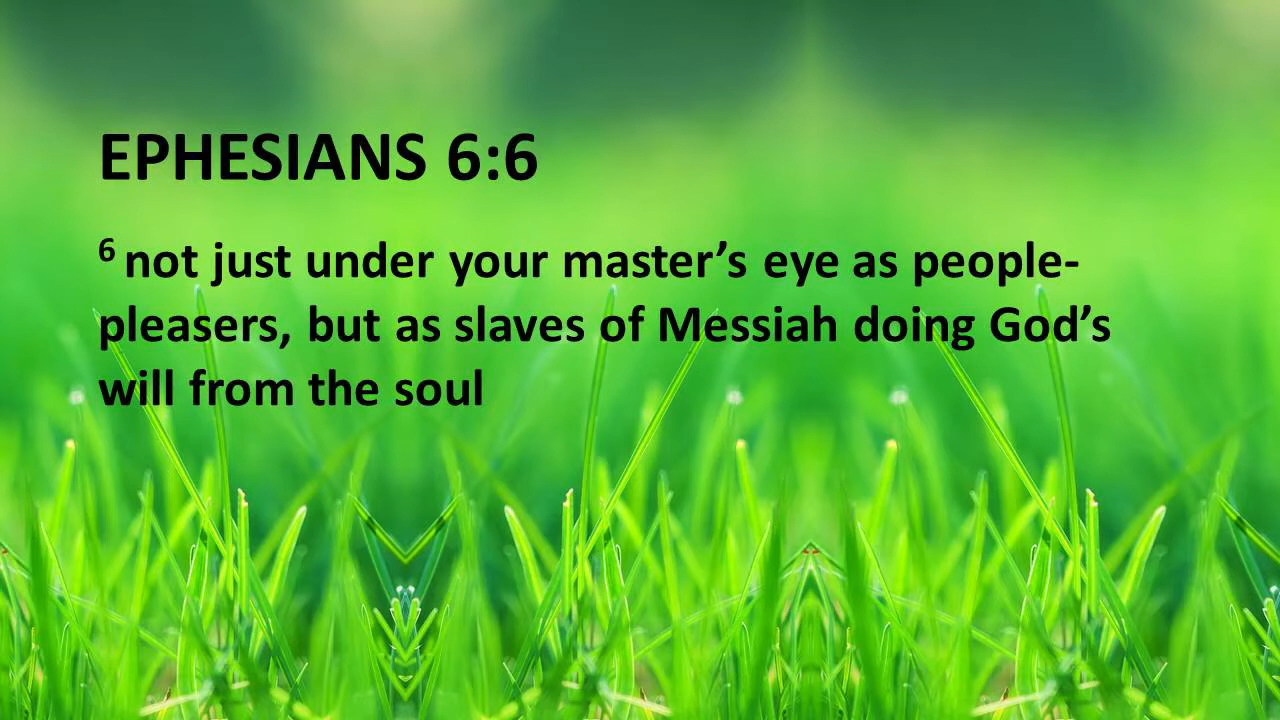 EPHESIANS 6:6
6 not just under your master’s eye as people-
pleasers, but as slaves of Messiah doing God’s
will from the soul